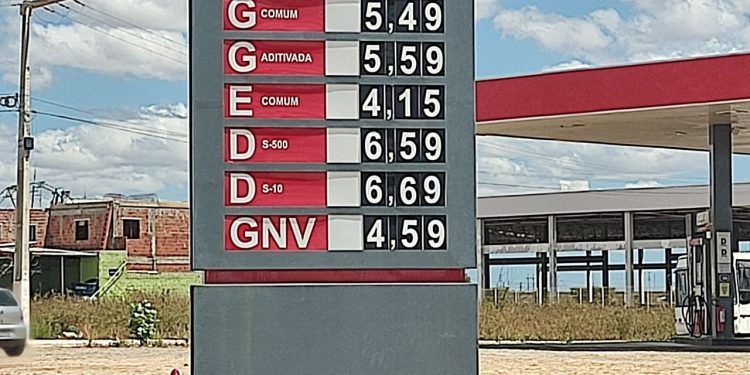 G COMUM 5,49
G ADITIVADA 5,59
E COMUM 4,15
D S-500 6,59
D S-10 6,69
GNV 4,59